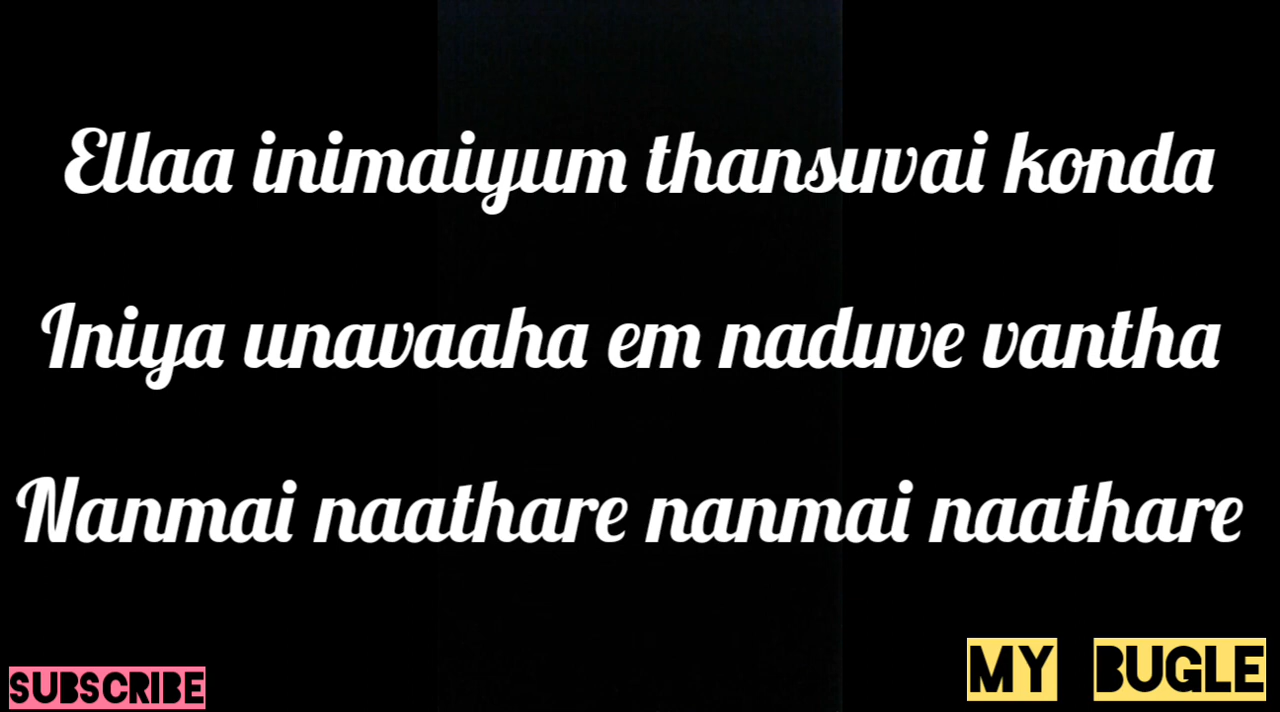 Ellaa inimaiyum thansuvai konda
Iniya unavaaha em naduve vantha
Nanmai naathare nanmai naathare
SUBSCRIBE
MY BUGLE